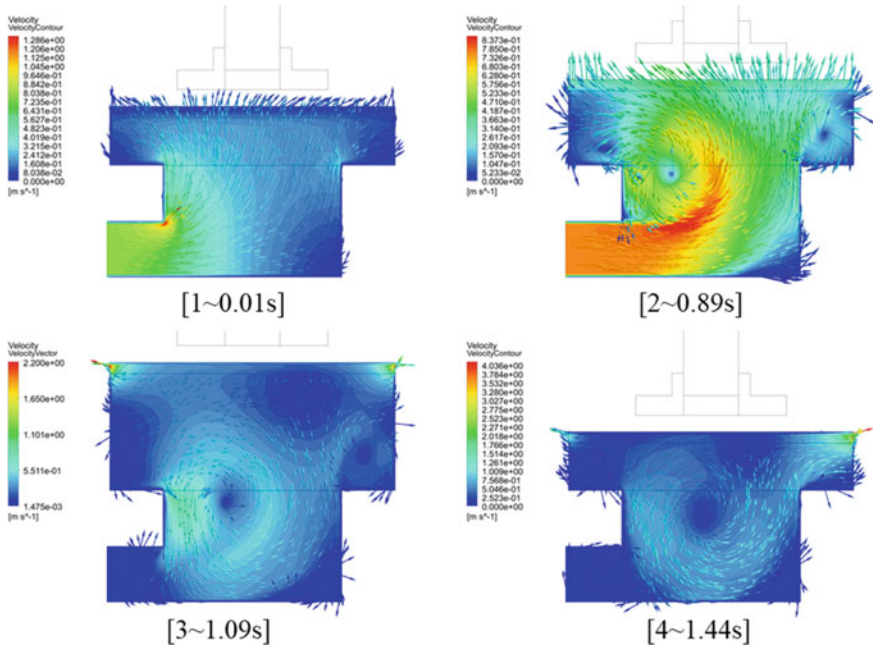 Velocity
VelocityContour
1.286e+00
1.206e+00
1.125e+00
1.045e+00
9.646e-01
8.842e-01
8.038e-01
7.235e-01
6.431e-01
5.627e-01
4.823e-01
4.019e-01
3.215e-01
2.412e-01
1.608e-01
8.038e-02
0.000e+00
[m s^-1]
[1~0.01s]
Velocity
VelocityContour
8.373e-01
7.850e-01
7.326e-01
6.803e-01
6.280e-01
5.756e-01
5.233e-01
4.710e-01
4.187e-01
3.663e-01
3.140e-01
2.617e-01
2.093e-01
1.570e-01
1.047e-01
5.233e-02
0.000e+00
[m s^-1]
[2~0.89s]
Velocity
VelocityVector
2.200e+00
1.650e+00
1.101e+00
5.511e-01
1.475e-03
[m s^-1]
[3~1.09s]
Velocity
VelocityContour
4.036e+00
3.784e+00
3.532e+00
3.280e+00
3.027e+00
2.775e+00
2.523e+00
2.271e+00
2.018e+00
1.766e+00
1.514e+00
1.261e+00
1.009e+00
7.568e-01
5.046e-01
2.523e-01
0.000e+00
[m s^-1]
[4~1.44s]